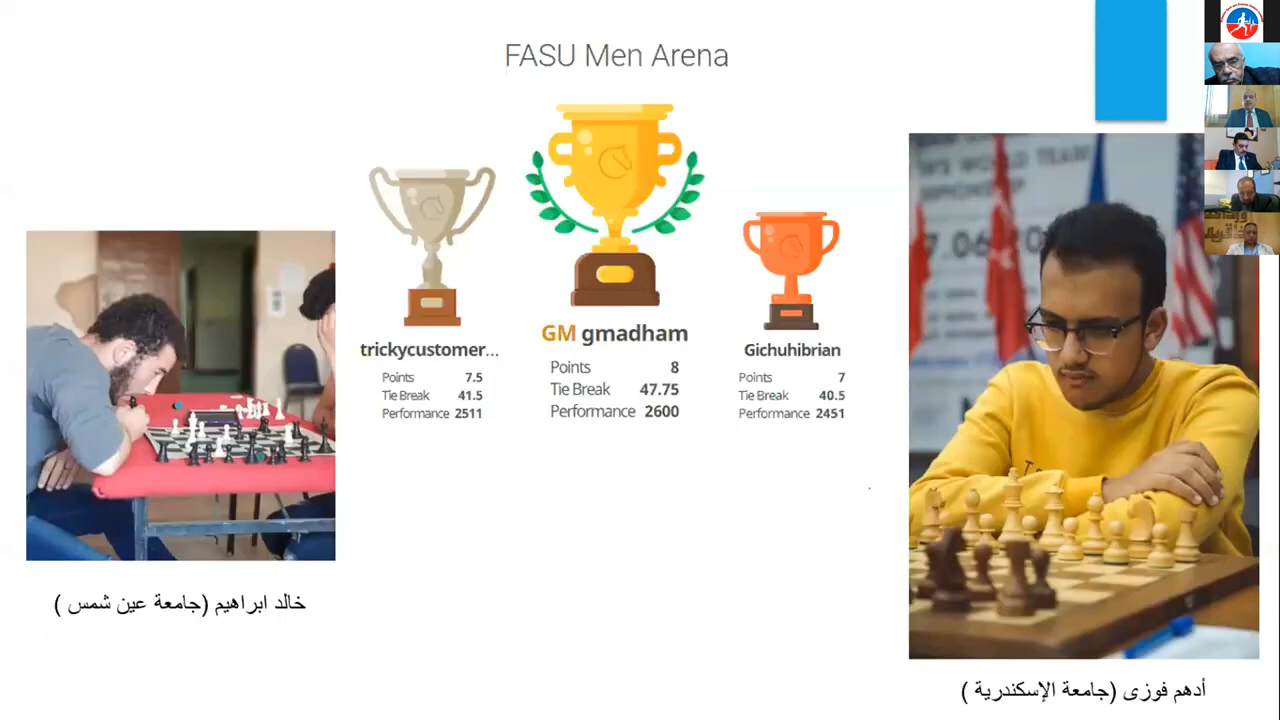 FASU Men Arena
trickycustomer...
Points 7.5
Tie Break 41.5
Performance 2511
GM gmadham
Points 8
Tie Break 47.75
Performance 2600
Gichuhibrian
Points 7
Tie Break 40.5
Performance 2451
خالد ابراهيم (جامعة عين شمس )
أدهم فوزى (جامعة الإسكندرية )
WORLD TEAM